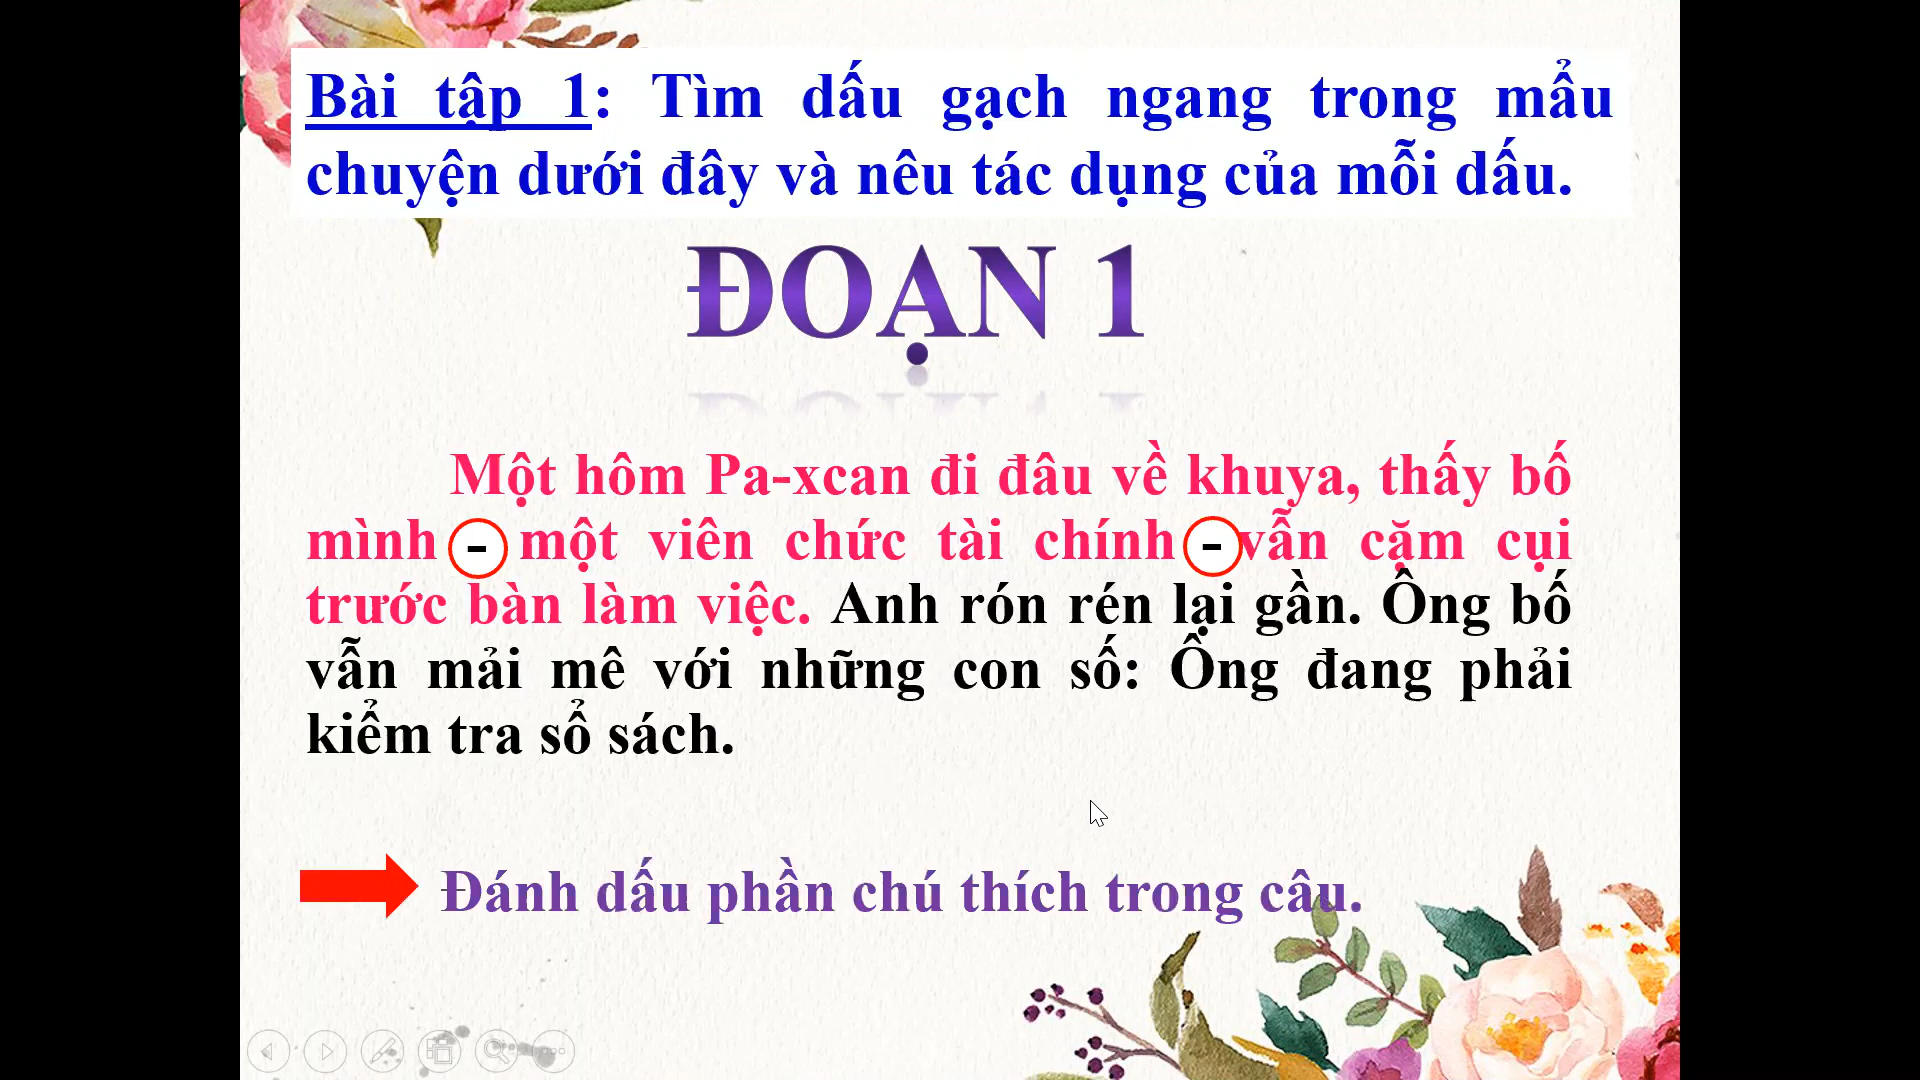 Bài tập 1: Tìm dấu gạch ngang trong mẩu
chuyện dưới đây và nêu tác dụng của mỗi dấu.
ĐOẠN 1
Một hôm Pa-xcan đi đâu về khuya, thấy bố
mình - một viên chức tài chính - vẫn cặm cụi
trước bàn làm việc. Anh rón rén lại gần. Ông bố
vẫn mải mê với những con số: Ông đang phải
kiểm tra sổ sách.
Đánh dấu phần chú thích trong câu.